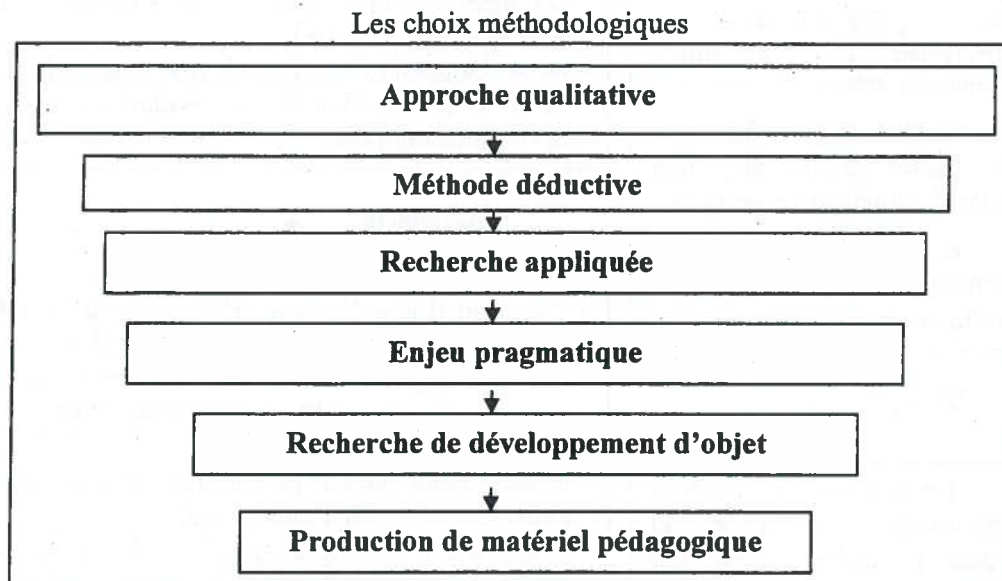 Les choix méthodologiques
Approche qualitative
Méthode déductive
Recherche appliquée
Enjeu pragmatique
Recherche de développement d'objet
Production de matériel pédagogique